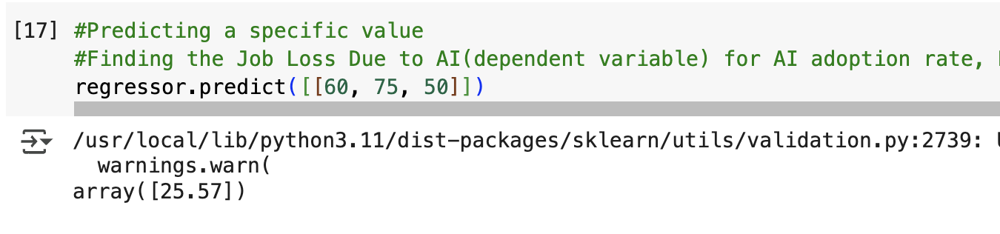 [17] #Predicting a specific value
#Finding the Job Loss Due to AI(dependent variable) for AI adoption rate,
regressor.predict([[60, 75, 50]])
/usr/local/lib/python3.11/dist-packages/sklearn/utils/validation.py:2739:
warnings.warn(
array([25.57])